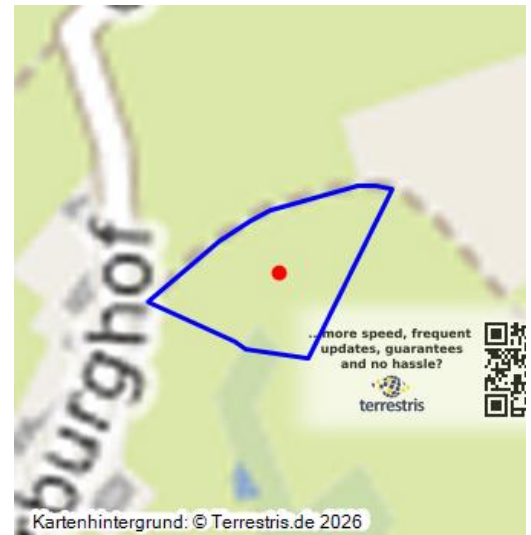 burghof
...more speed, frequent
updates, guarantees
and no hassle?
terrestris
Kartenhintergrund: © Terrestris.de 2026